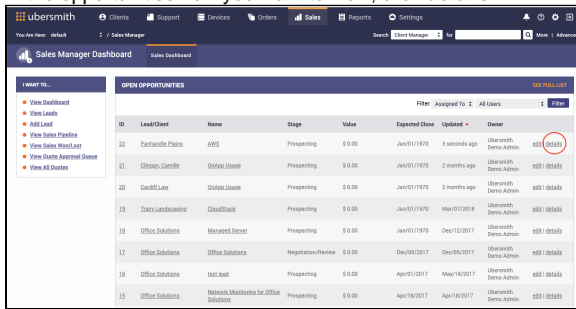 ubersmith
Clients Support Devices Orders Sales Reports Settings
You Are Here: default / Sales Manager Search Client Manager for More | Advance
Sales Manager Dashboard Sales Dashboard
I WANT TO...
View Dashboard
View Leads
Add Lead
View Sales Pipeline
View Sales Won/Lost
View Quote Approval Queue
View All Quotes
OPEN OPPORTUNITIES SEE FULL LIST
Filter: Assigned To All Users Filter
ID Lead/Client Name Stage Value Expected Close Updated Owner
22 Panhandle Plains AWS Prospecting $ 0.00 Jan/01/1970 3 seconds ago Ubersmith Demo Admin edit | details
21 Clingan, Camille OnApp Usage Prospecting $ 0.00 Jan/01/1970 2 months ago Ubersmith Demo Admin edit | details
20 Cardiff Law OnApp Usage Prospecting $ 0.00 Jan/01/1970 2 months ago Ubersmith Demo Admin edit | details
19 Tracy Landscaping CloudStack Prospecting $ 0.00 Jan/01/1970 Mar/07/2018 Ubersmith Demo Admin edit | details
18 Office Solutions Managed Server Prospecting $ 0.00 Jan/01/1970 Dec/12/2017 Ubersmith Demo Admin edit | details
17 Office Solutions Office Solutions Negotiation/Review $ 0.00 Dec/05/2017 Dec/05/2017 Ubersmith Demo Admin edit | details
16 Office Solutions test lead Prospecting $ 0.00 Apr/01/2017 May/18/2017 Ubersmith Demo Admin edit | details
15 Office Solutions Network Monitoring for Office Solutions Prospecting $ 0.00 Apr/18/2017 Apr/18/2017 Ubersmith Demo Admin edit | details